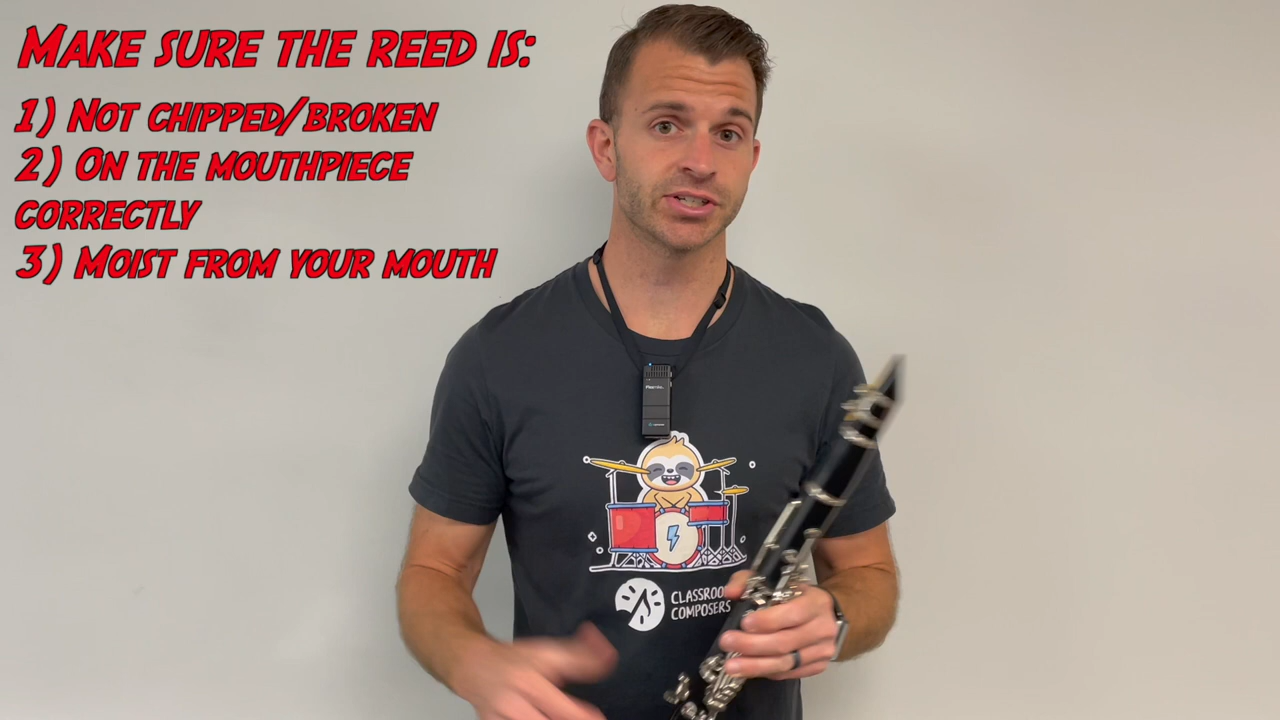 Make sure the reed is:
1) Not chipped/broken
2) On the mouthpiece
correctly
3) Moist from your mouth
COMPOSERS